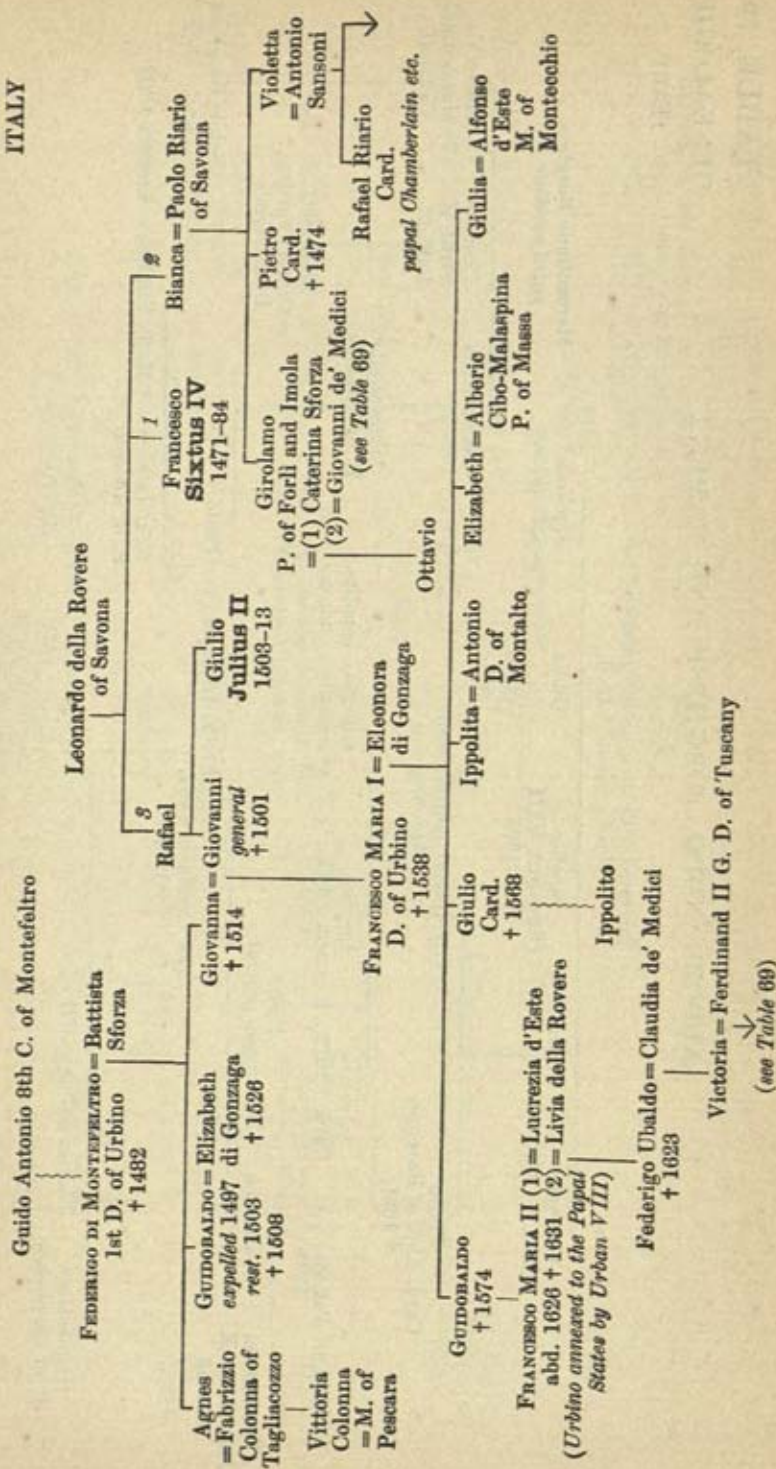 ITALY
Guido Antonio 8th C. of Montefeltro
FEDERIGO DI MONTEFELTRO = Battista
1st D. of Urbino Sforza
† 1482
Leonardo della Rovere
of Savona
3
Rafael
1
Francesco
Sixtus IV
1471-84
2
Bianca = Paolo Riario
of Savona
Agnes
= Fabrizzio
Colonna of
Tagliacozzo
GUIDOBALDO = Elizabeth
expelled 1497 di Gonzaga
rest. 1503 † 1526
† 1508
Giovanna = Giovanni
† 1514 general
† 1501
Giulio
Julius II
1503-13
Girolamo
P. of Forli and Imola
= (1) Caterina Sforza
(2) = Giovanni de' Medici
(see Table 69)
Pietro
Card.
† 1474
Violetta
= Antonio
Sansoni
Vittoria
Colonna
= M. of
Pescara
FRANCESCO MARIA I = Eleonora
D. of Urbino di Gonzaga
† 1538
Ottavio
Rafael Riario
Card.
papal Chamberlain etc.
GUIDOBALDO
† 1574
Giulio
Card.
† 1568
Ippolita = Antonio
D. of
Montalto
Elizabeth = Alberic
Cibo-Malaspina
P. of Massa
Giulia = Alfonso
d'Este
M. of
Montecchio
FRANCESCO MARIA II (1) = Lucrezia d'Este
abd. 1626 † 1631 (2) = Livia della Rovere
(Urbino annexed to the Papal
States by Urban VIII)
Ippolito
Federigo Ubaldo = Claudia de' Medici
† 1623
Victoria = Ferdinand II G. D. of Tuscany
(see Table 69)